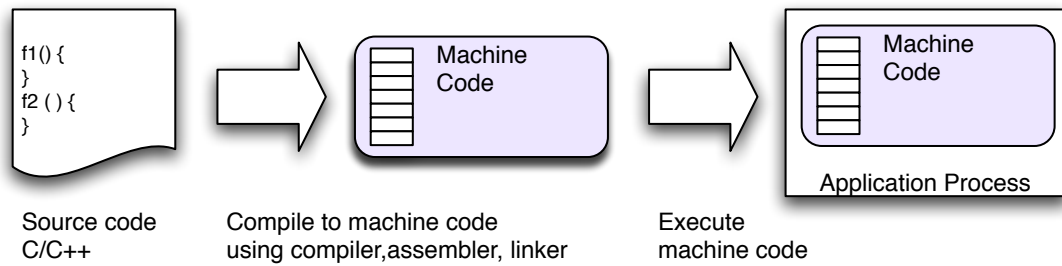 f1() {
}
f2 ( ) {
}
Machine
Code
Machine
Code
Application Process
Source code
C/C++
Compile to machine code
using compiler,assembler, linker
Execute
machine code